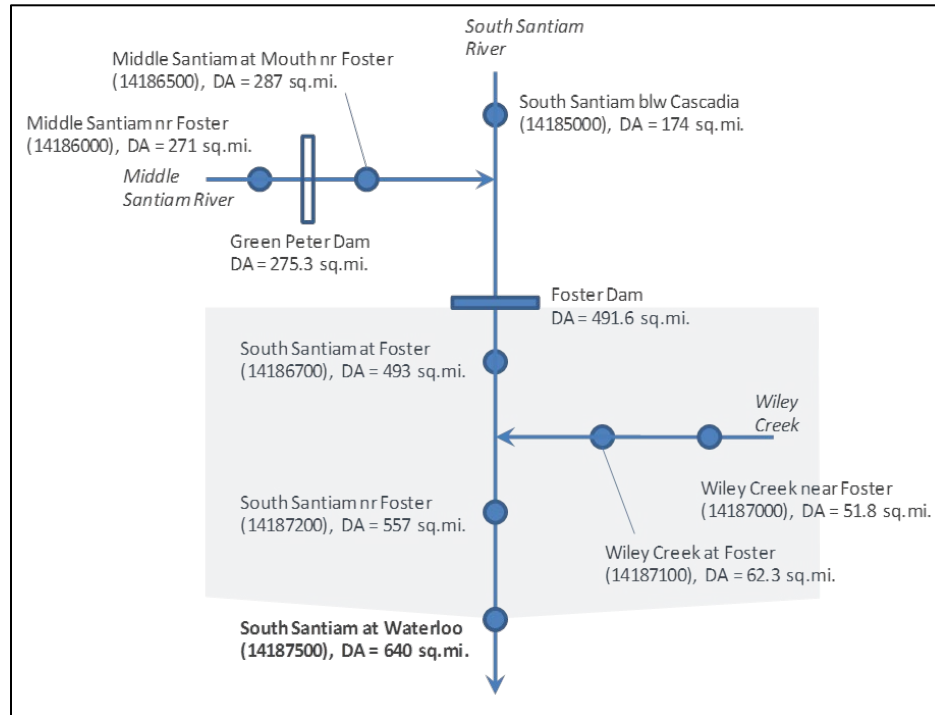 South Santiam
River
Middle Santiam at Mouth nr Foster
(14186500), DA = 287 sq.mi.
South Santiam blw Cascadia
(14185000), DA = 174 sq.mi.
Middle Santiam nr Foster
(14186000), DA = 271 sq.mi.
Middle
Santiam River
Green Peter Dam
DA = 275.3 sq.mi.
Foster Dam
DA = 491.6 sq.mi.
South Santiam at Foster
(14186700), DA = 493 sq.mi.
Wiley
Creek
South Santiam nr Foster
(14187200), DA = 557 sq.mi.
Wiley Creek near Foster
(14187000), DA = 51.8 sq.mi.
Wiley Creek at Foster
(14187100), DA = 62.3 sq.mi.
South Santiam at Waterloo
(14187500), DA = 640 sq.mi.